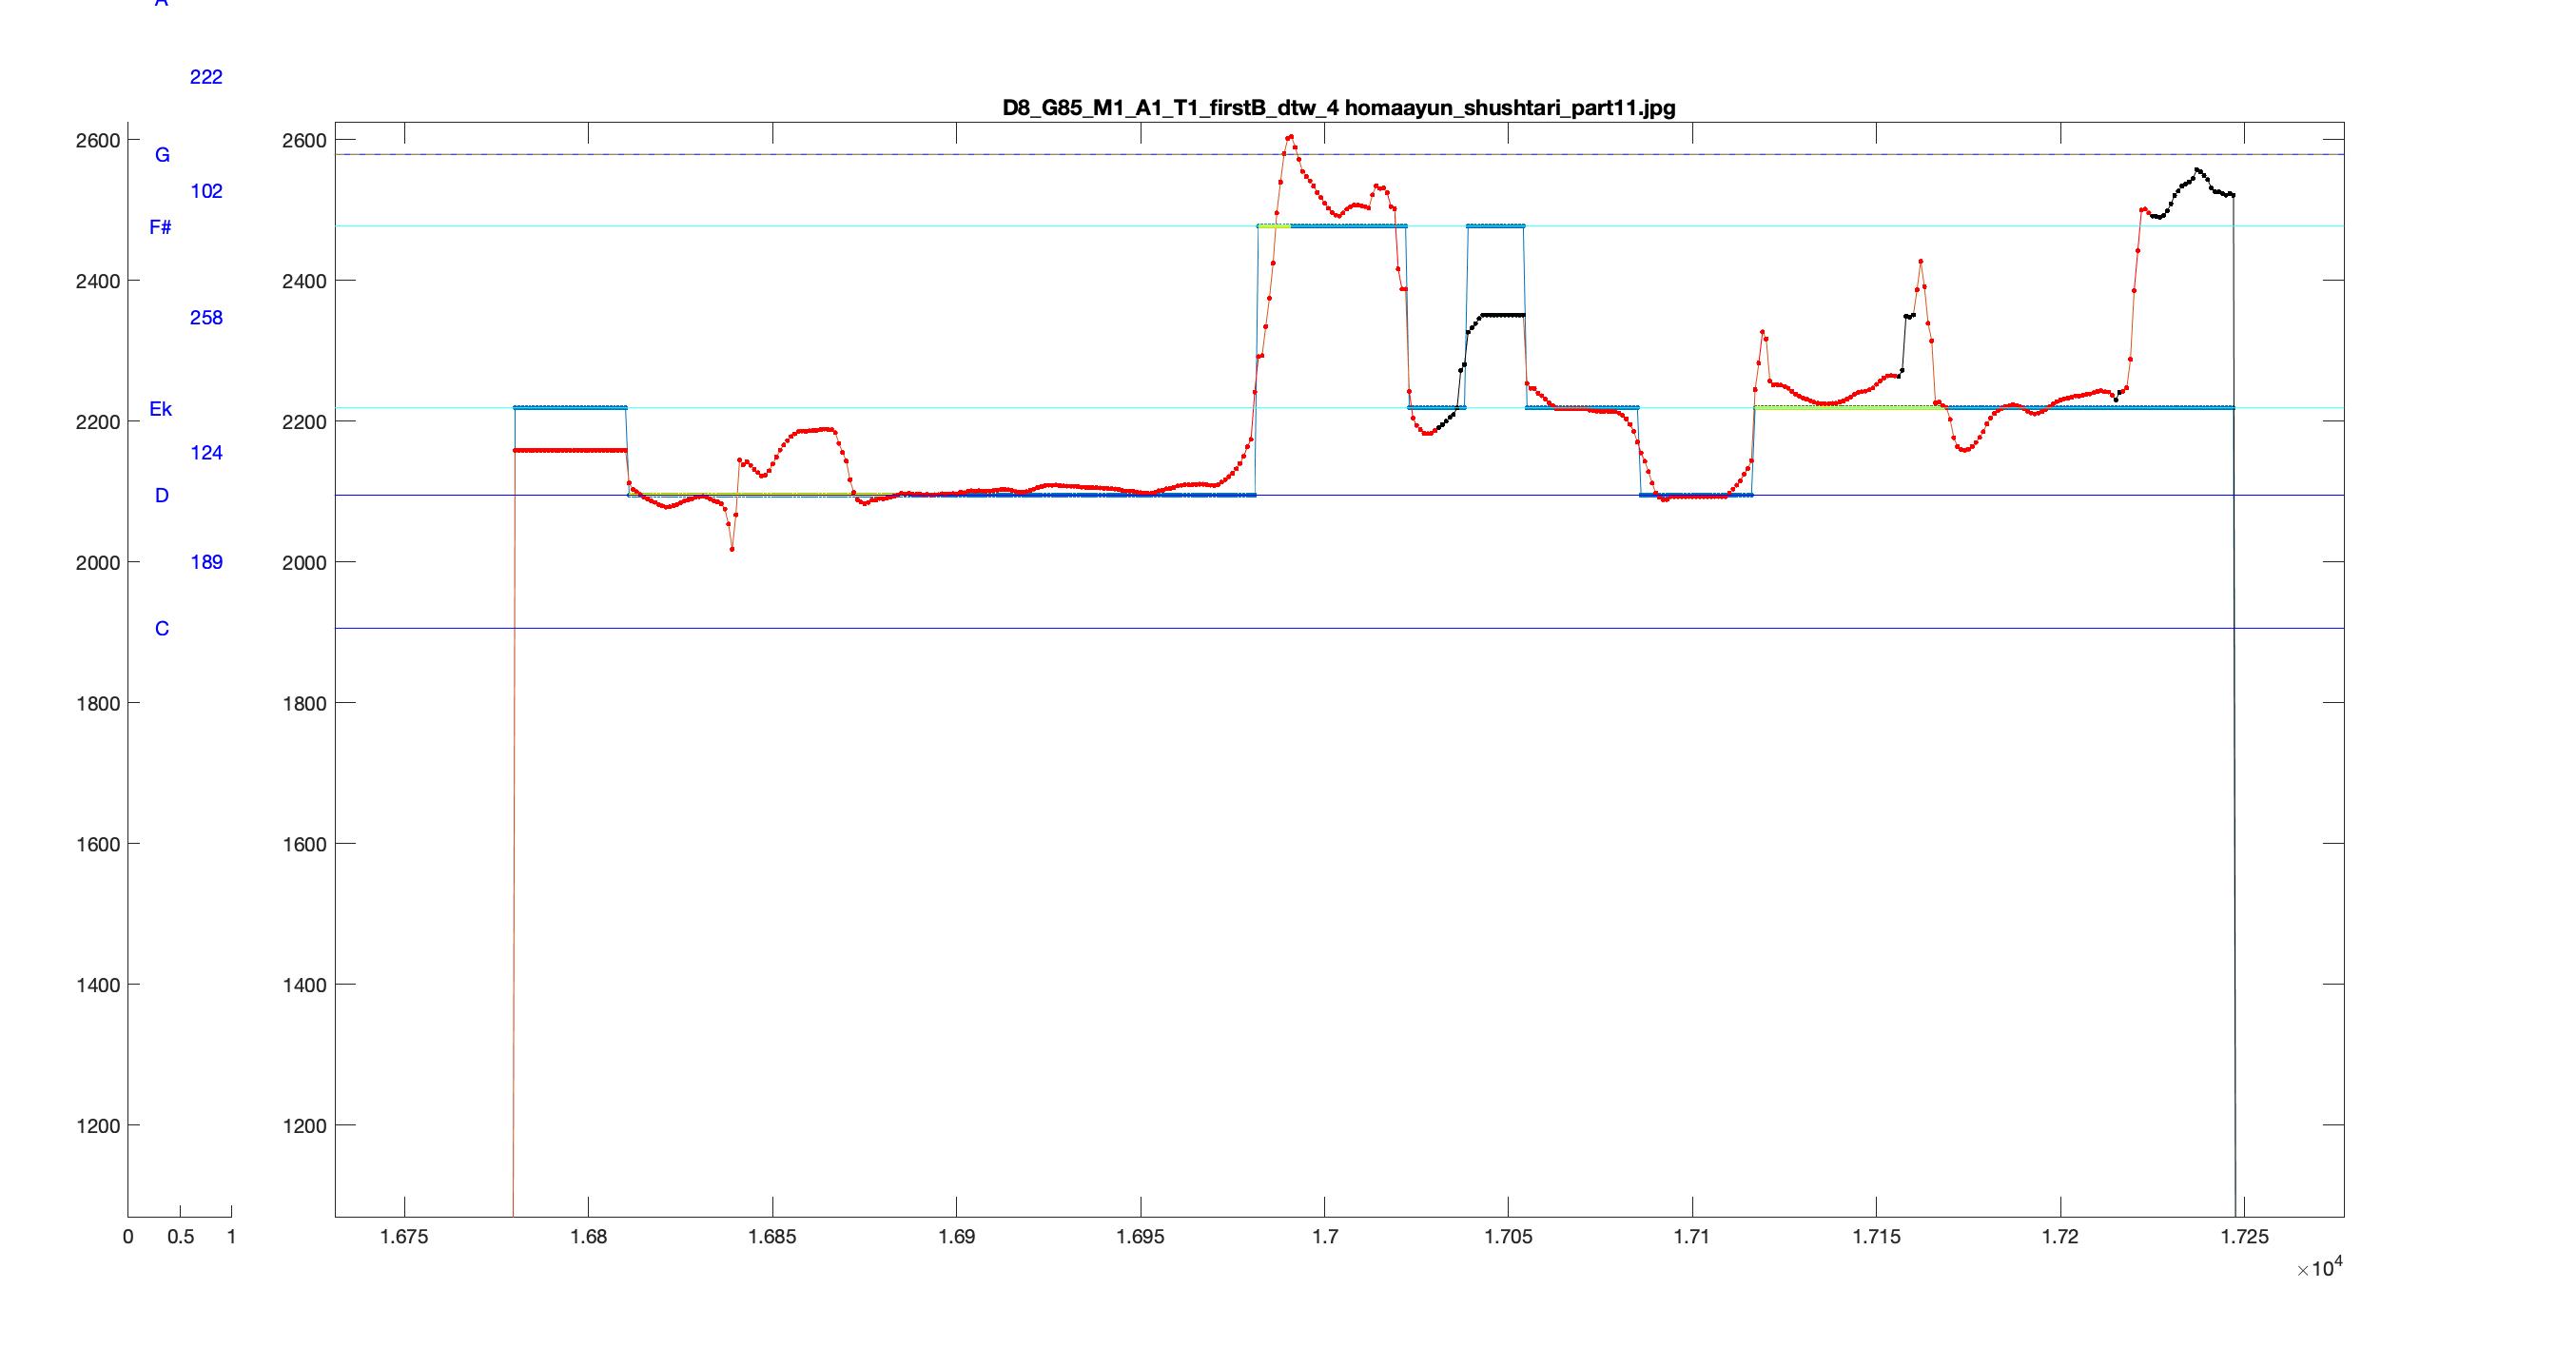 A
222
D8_G85_M1_A1_T1_firstB_dtw_4 homaayun_shushtari_part11.jpg
2600
G
102
F#
2400
258
Ek
2200
124
D
2000
189
C
1800
1600
1400
1200
0 0.5 1
2600
2400
2200
2000
1800
1600
1400
1200
1.675 1.68 1.685 1.69 1.695 1.7 1.705 1.71 1.715 1.72 1.725
×10⁴